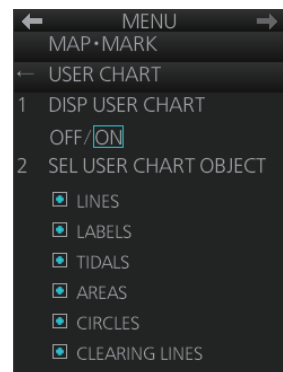 ← MENU →
MAP•MARK
← USER CHART
1 DISP USER CHART
OFF/ON
2 SEL USER CHART OBJECT
LINES
LABELS
TIDALS
AREAS
CIRCLES
CLEARING LINES